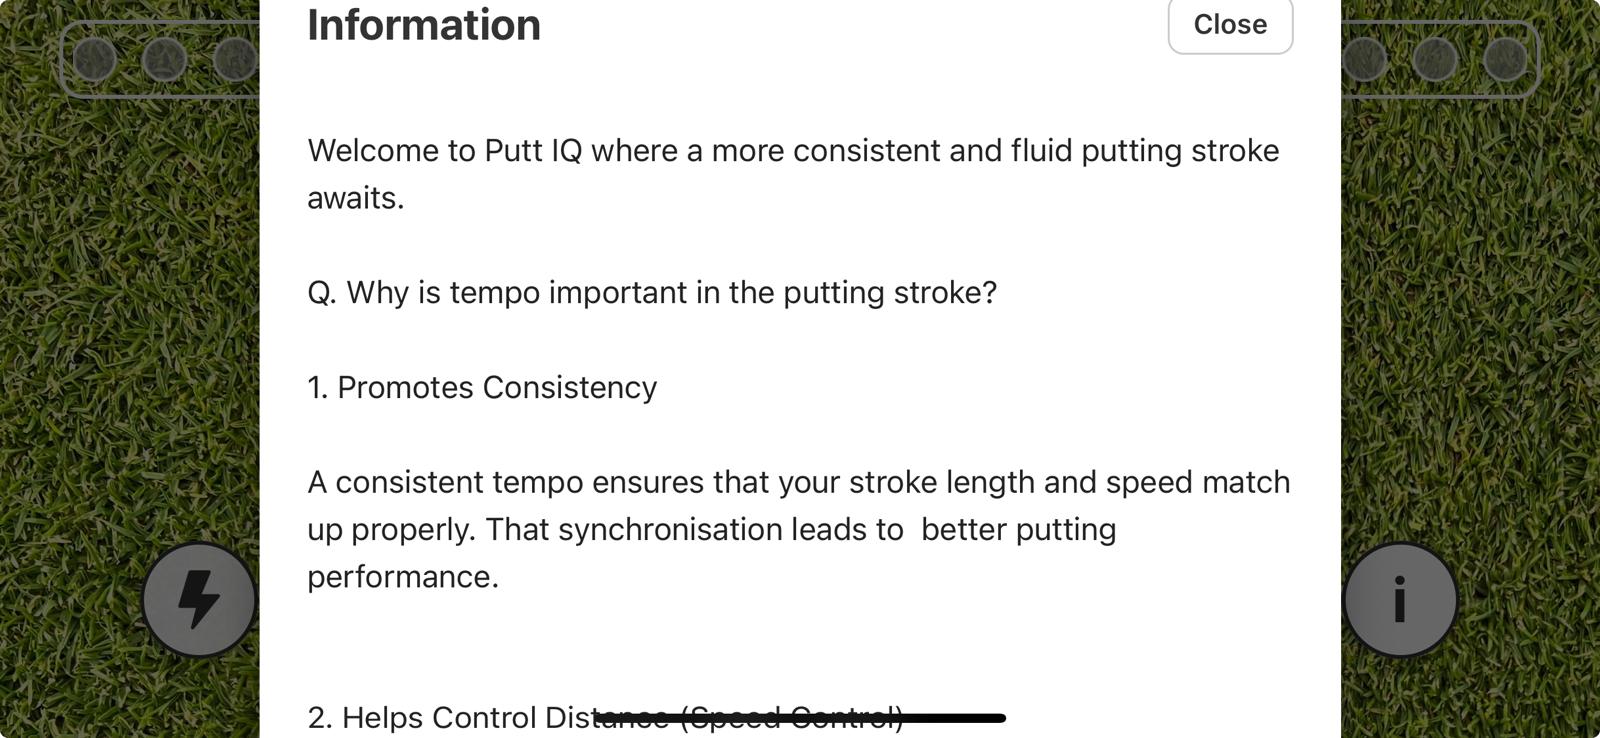 Information
Close
Welcome to Putt IQ where a more consistent and fluid putting stroke
awaits.
Q. Why is tempo important in the putting stroke?
1. Promotes Consistency
A consistent tempo ensures that your stroke length and speed match
up properly. That synchronisation leads to  better putting
performance.
i
2. Helps Control Distance (Speed Control)